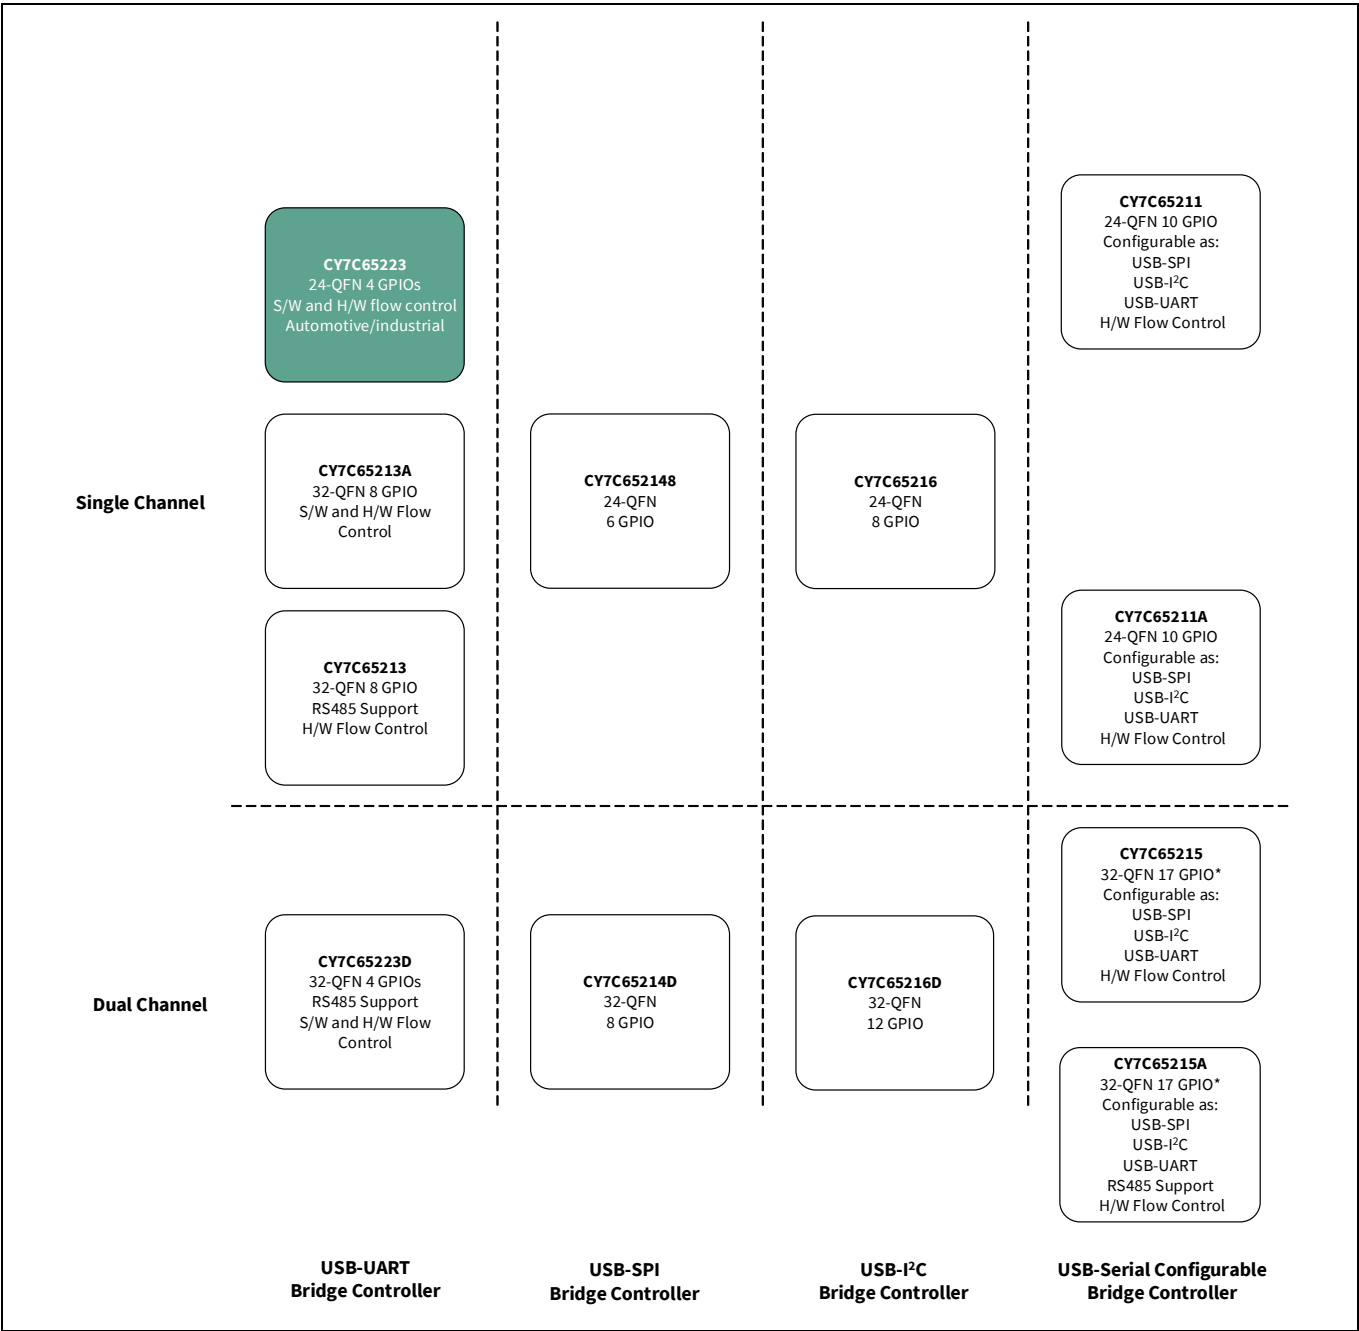 CY7C65223
24-QFN 4 GPIOs
S/W and H/W flow control
Automotive/industrial
CY7C65211
24-QFN 10 GPIO
Configurable as:
USB-SPI
USB-I²C
USB-UART
H/W Flow Control
Single Channel
CY7C65213A
32-QFN 8 GPIO
S/W and H/W Flow
Control
CY7C652148
24-QFN
6 GPIO
CY7C65216
24-QFN
8 GPIO
CY7C65213
32-QFN 8 GPIO
RS485 Support
H/W Flow Control
CY7C65211A
24-QFN 10 GPIO
Configurable as:
USB-SPI
USB-I²C
USB-UART
H/W Flow Control
Dual Channel
CY7C65223D
32-QFN 4 GPIOs
RS485 Support
S/W and H/W Flow
Control
CY7C65214D
32-QFN
8 GPIO
CY7C65216D
32-QFN
12 GPIO
CY7C65215
32-QFN 17 GPIO*
Configurable as:
USB-SPI
USB-I²C
USB-UART
H/W Flow Control
CY7C65215A
32-QFN 17 GPIO*
Configurable as:
USB-SPI
USB-I²C
USB-UART
RS485 Support
H/W Flow Control
USB-UART
Bridge Controller
USB-SPI
Bridge Controller
USB-I²C
Bridge Controller
USB-Serial Configurable
Bridge Controller